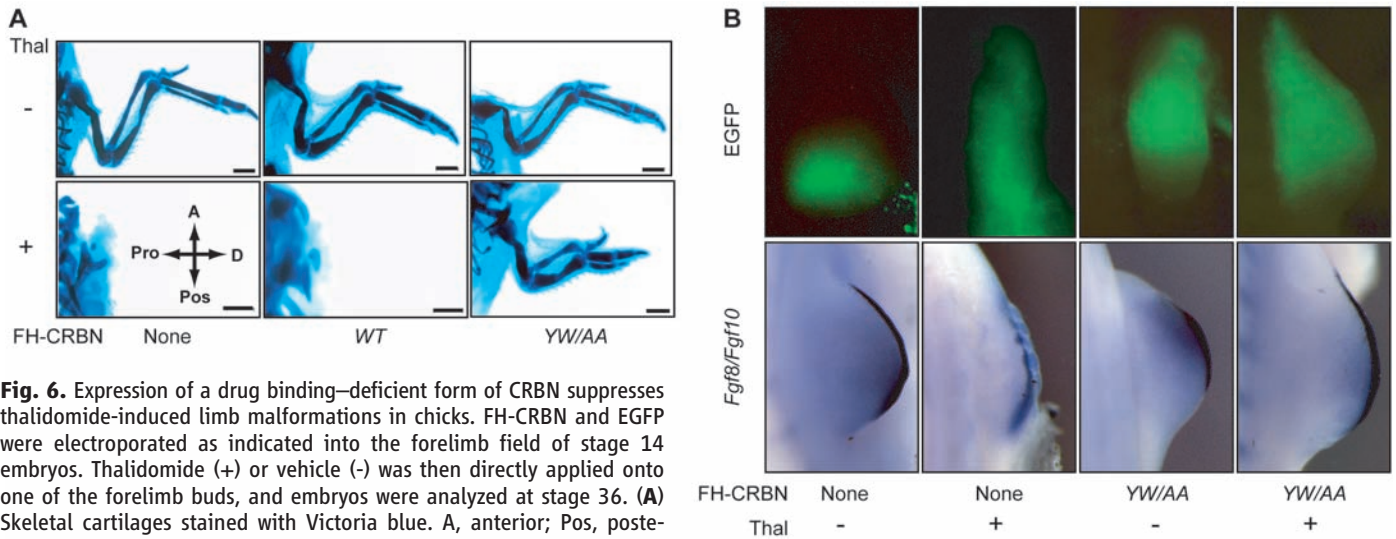 A
Thal
-
+
A
Pro D
Pos
FH-CRBN None WT YW/AA
Fig. 6. Expression of a drug binding–deficient form of CRBN suppresses
thalidomide-induced limb malformations in chicks. FH-CRBN and EGFP
were electroporated as indicated into the forelimb field of stage 14
embryos. Thalidomide (+) or vehicle (-) was then directly applied onto
one of the forelimb buds, and embryos were analyzed at stage 36. (A)
Skeletal cartilages stained with Victoria blue. A, anterior; Pos, poste-
B
EGFP
Fgf8/Fgf10
FH-CRBN None None YW/AA YW/AA
Thal - + - +